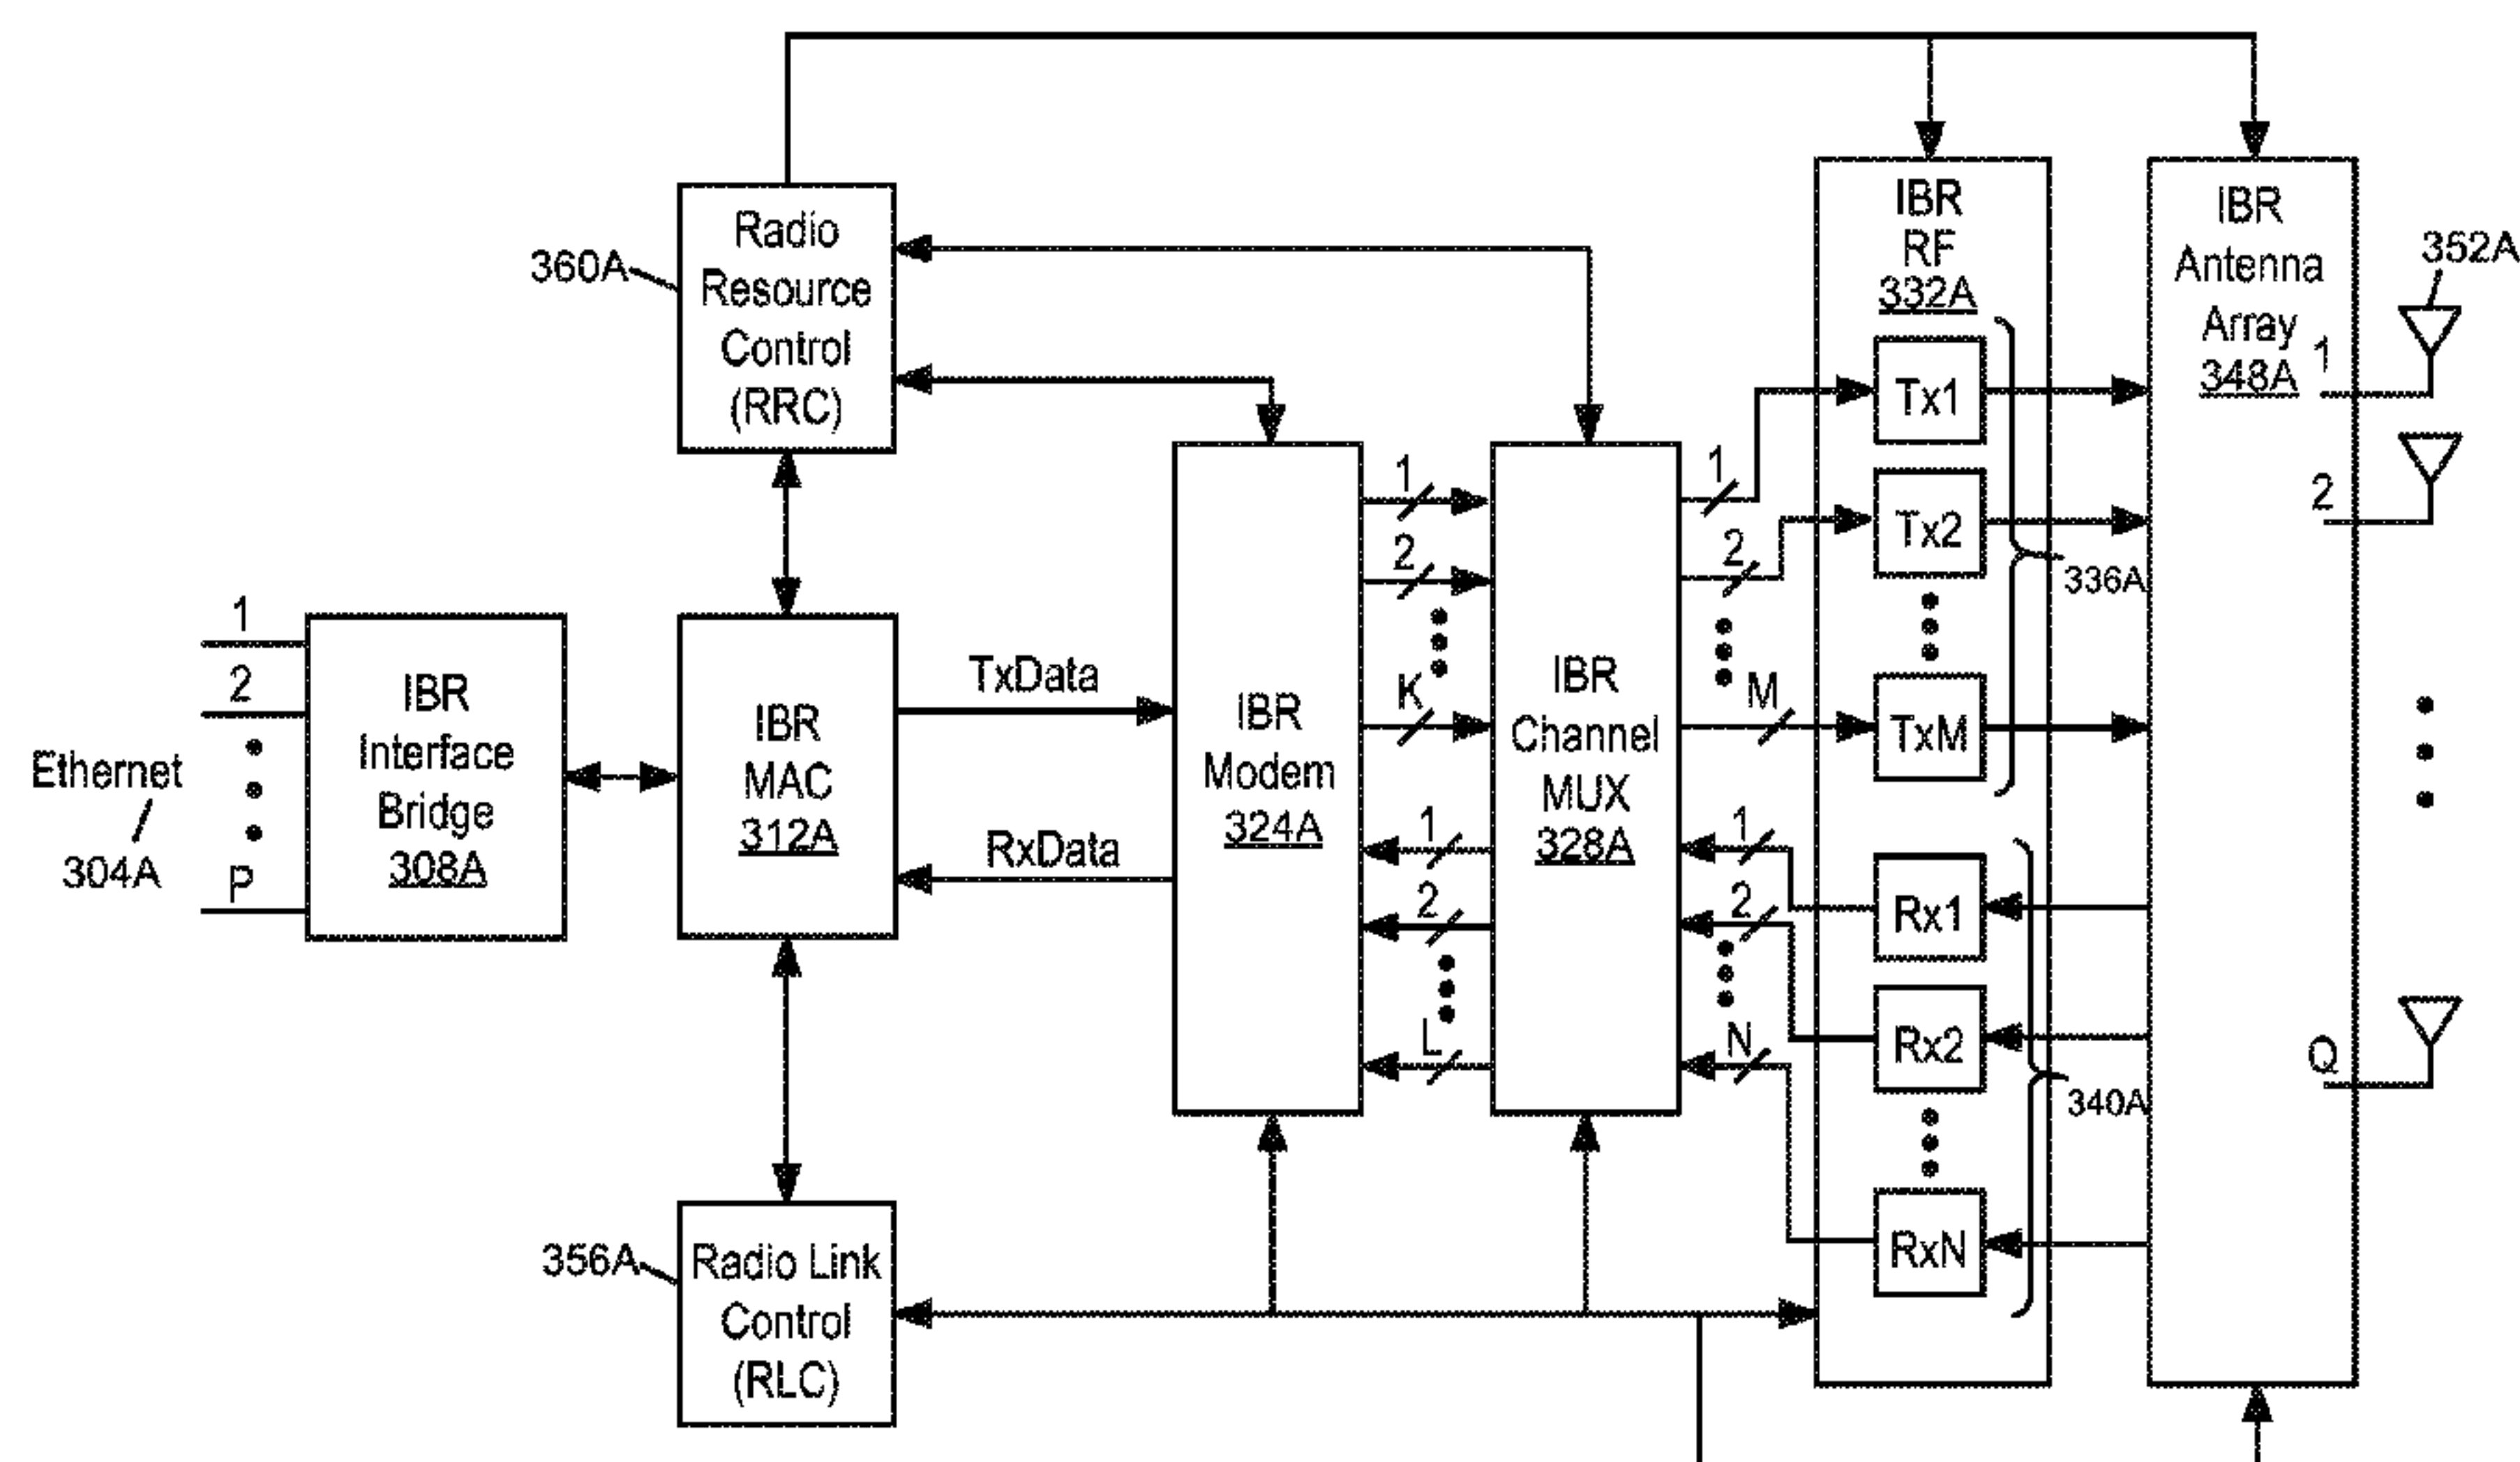 Radio
Resource
Control
(RRC)
360A
IBR
RF
332A
IBR
Antenna
Array
348A
352A
1
2
Q
Tx1
Tx2
TxM
336A
Rx1
Rx2
RxN
340A
Ethernet
304A
1
2
P
IBR
Interface
Bridge
308A
IBR
MAC
312A
TxData
RxData
IBR
Modem
324A
1
2
K
1
2
L
IBR
Channel
MUX
328A
1
2
M
1
2
N
356A
Radio Link
Control
(RLC)